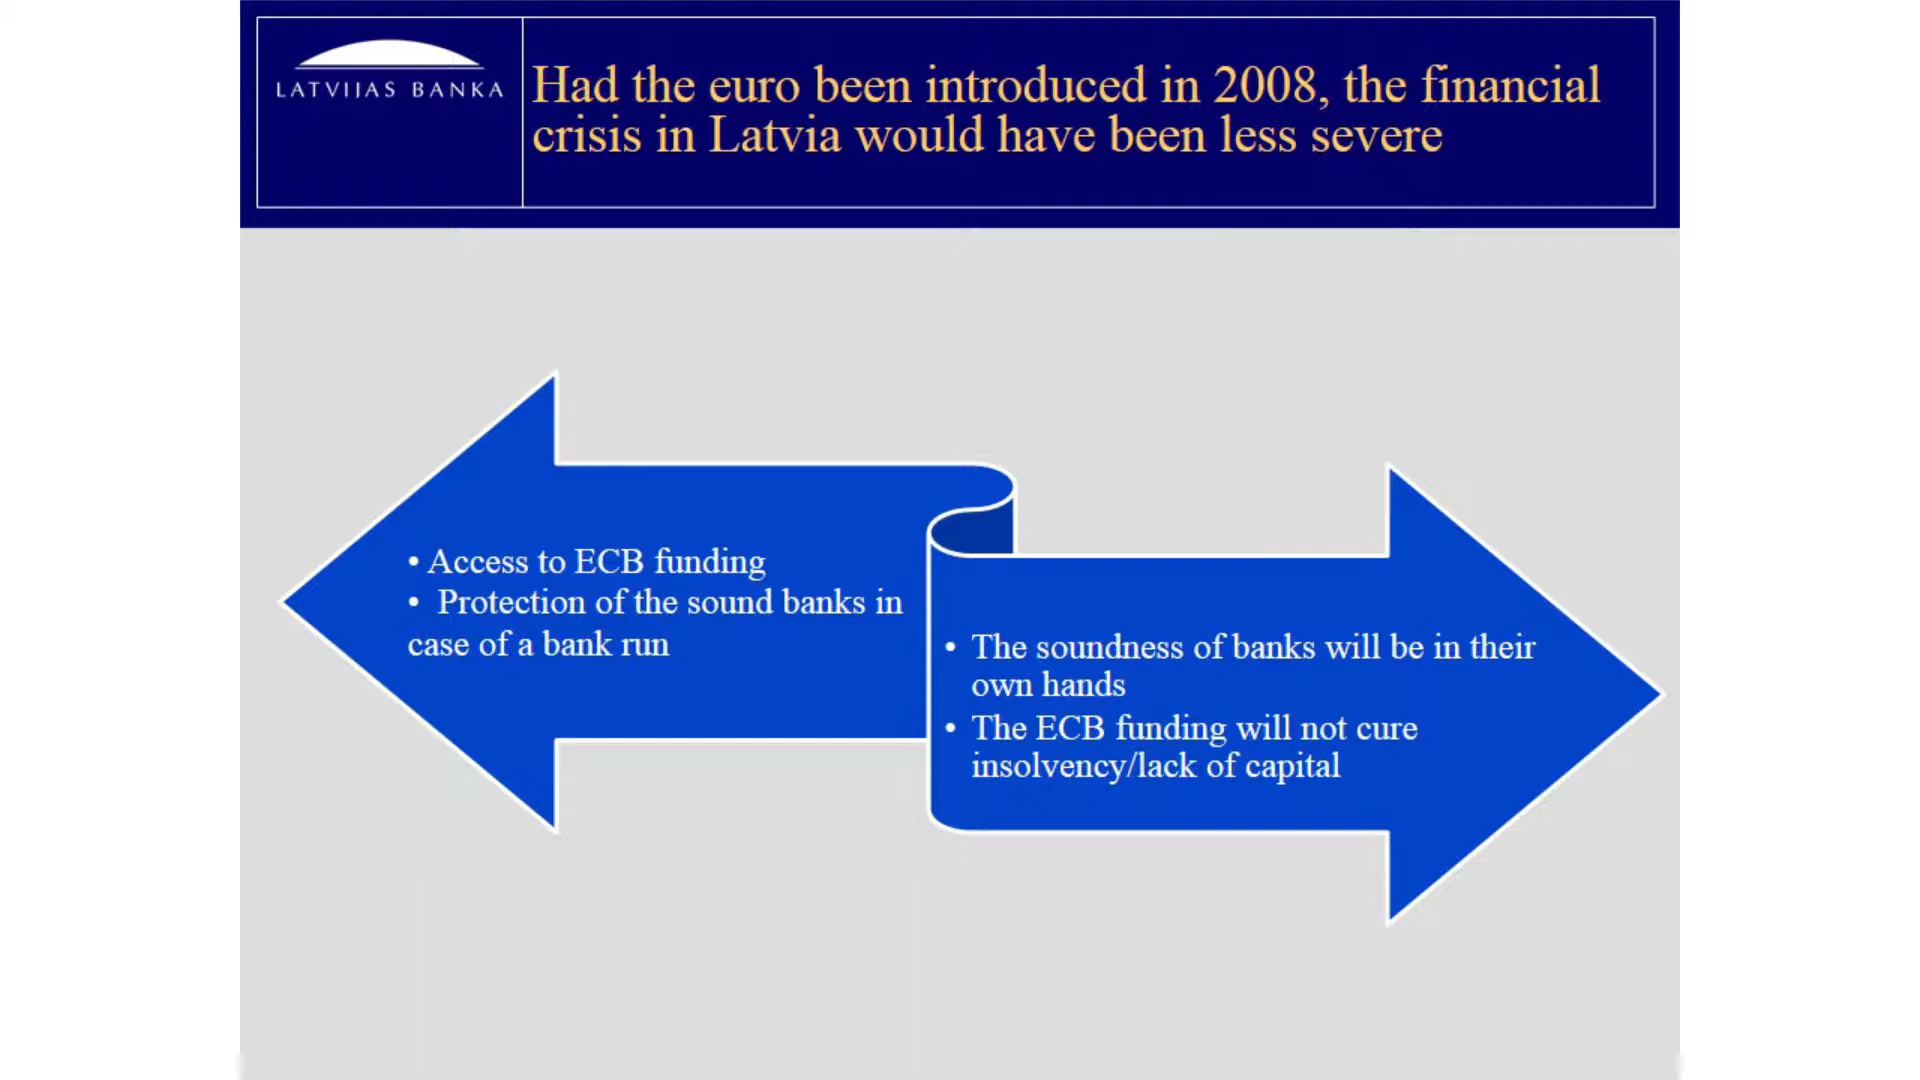 LATVIJAS BANKA
Had the euro been introduced in 2008, the financial
crisis in Latvia would have been less severe
• Access to ECB funding
• Protection of the sound banks in
case of a bank run
• The soundness of banks will be in their
own hands
• The ECB funding will not cure
insolvency/lack of capital